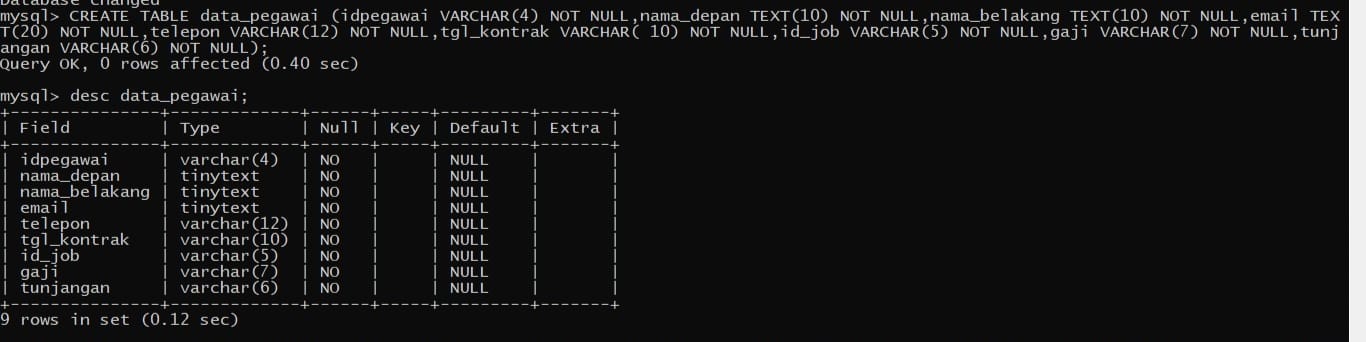 Database changed
mysql> CREATE TABLE data_pegawai (idpegawai VARCHAR(4) NOT NULL,nama_depan TEXT(10) NOT NULL,nama_belakang TEXT(10) NOT NULL,email TEX
T(20) NOT NULL,telepon VARCHAR(12) NOT NULL,tgl_kontrak VARCHAR( 10) NOT NULL,id_job VARCHAR(5) NOT NULL,gaji VARCHAR(7) NOT NULL,tunj
angan VARCHAR(6) NOT NULL);
Query OK, 0 rows affected (0.40 sec)
mysql> desc data_pegawai;
+---------------+-------------+------+-----+---------+-------+
| Field         | Type        | Null | Key | Default | Extra |
+---------------+-------------+------+-----+---------+-------+
| idpegawai     | varchar(4)  | NO   |     | NULL    |       |
| nama_depan    | tinytext    | NO   |     | NULL    |       |
| nama_belakang | tinytext    | NO   |     | NULL    |       |
| email         | tinytext    | NO   |     | NULL    |       |
| telepon       | varchar(12) | NO   |     | NULL    |       |
| tgl_kontrak   | varchar(10) | NO   |     | NULL    |       |
| id_job        | varchar(5)  | NO   |     | NULL    |       |
| gaji          | varchar(7)  | NO   |     | NULL    |       |
| tunjangan     | varchar(6)  | NO   |     | NULL    |       |
+---------------+-------------+------+-----+---------+-------+
9 rows in set (0.12 sec)